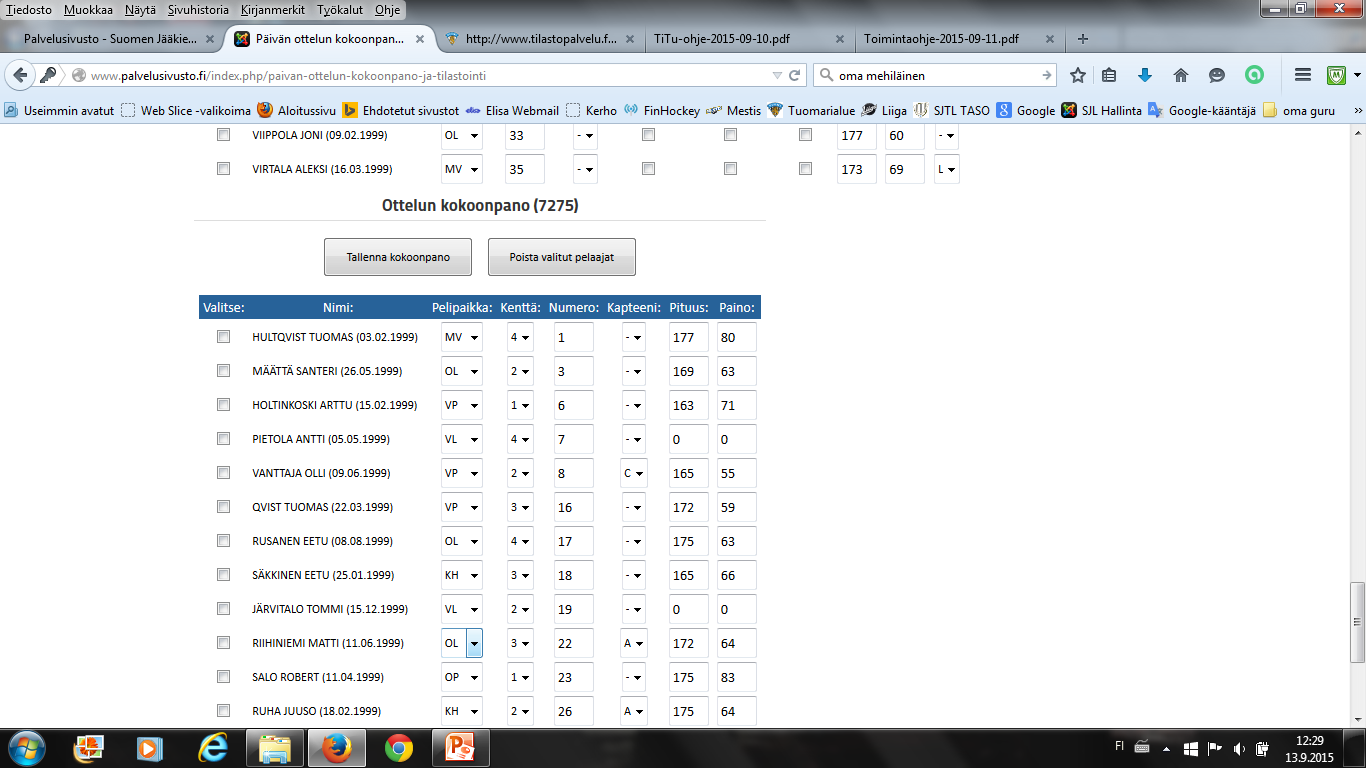 Tiedosto Muokkaa Näytä Sivuhistoria Kirjanmerkit Työkalut Ohje
Palvelusivusto - Suomen Jääkie... Päivän ottelun kokoonpan... http://www.tilastopalvelu.f... TiTu-ohje-2015-09-10.pdf Toimintaohje-2015-09-11.pdf
www.palvelusivusto.fi/index.php/paivan-ottelun-kokoonpano-ja-tilastointi oma mehiläinen
Useimmin avatut Web Slice -valikoima Aloitussivu Ehdotetut sivustot Elisa Webmail Kerho FinHockey Mestis Tuomarialue Liiga SJTL TASO Google SJL Hallinta Google-kääntäjä oma guru »
VIIPPOLA JONI (09.02.1999) OL 33 - 177 60 -
VIRTALA ALEKSI (16.03.1999) MV 35 - 173 69 L
Ottelun kokoonpano (7275)
Tallenna kokoonpano Poista valitut pelaajat
Valitse: Nimi: Pelipaikka: Kenttä: Numero: Kapteeni: Pituus: Paino:
HULTQVIST TUOMAS (03.02.1999) MV 4 1 - 177 80
MÄÄTTÄ SANTERI (26.05.1999) OL 2 3 - 169 63
HOLTINKOSKI ARTTU (15.02.1999) VP 1 6 - 163 71
PIETOLA ANTTI (05.05.1999) VL 4 7 - 0 0
VANTTAJA OLLI (09.06.1999) VP 2 8 C 165 55
QVIST TUOMAS (22.03.1999) VP 3 16 - 172 59
RUSANEN EETU (08.08.1999) OL 4 17 - 175 63
SÄKKINEN EETU (25.01.1999) KH 3 18 - 165 66
JÄRVITALO TOMMI (15.12.1999) VL 2 19 - 0 0
RIIHINIEMI MATTI (11.06.1999) OL 3 22 A 172 64
SALO ROBERT (11.04.1999) OP 1 23 - 175 83
RUHA JUUSO (18.02.1999) KH 2 26 A 175 64
FI 12:29
13.9.2015